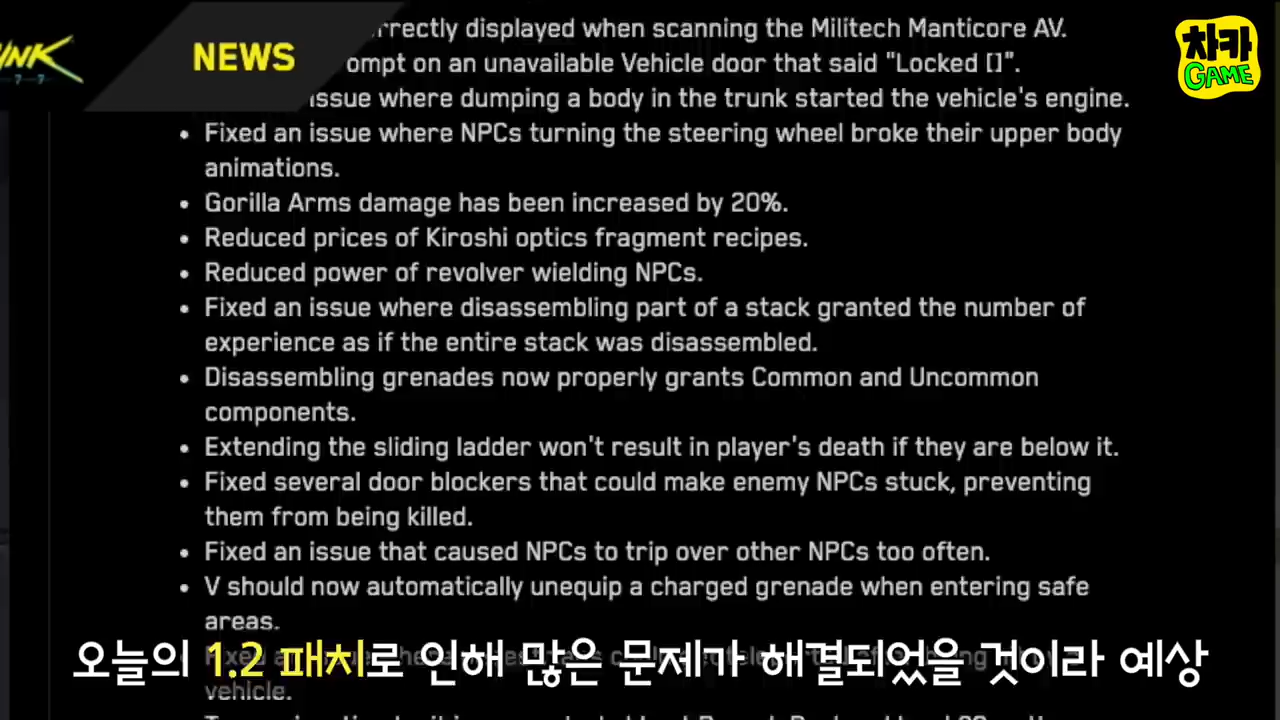 NEWS
차카
GAME
rrectly displayed when scanning the Militech Manticore AV.
ompt on an unavailable Vehicle door that said "Locked []".
issue where dumping a body in the trunk started the vehicle's engine.
• Fixed an issue where NPCs turning the steering wheel broke their upper body
animations.
• Gorilla Arms damage has been increased by 20%.
• Reduced prices of Kiroshi optics fragment recipes.
• Reduced power of revolver wielding NPCs.
• Fixed an issue where disassembling part of a stack granted the number of
experience as if the entire stack was disassembled.
• Disassembling grenades now properly grants Common and Uncommon
components.
• Extending the sliding ladder won't result in player's death if they are below it.
• Fixed several door blockers that could make enemy NPCs stuck, preventing
them from being killed.
• Fixed an issue that caused NPCs to trip over other NPCs too often.
• V should now automatically unequip a charged grenade when entering safe
areas.
오늘의 1.2 패치로 인해 많은 문제가 해결되었을 것이라 예상
vehicle.